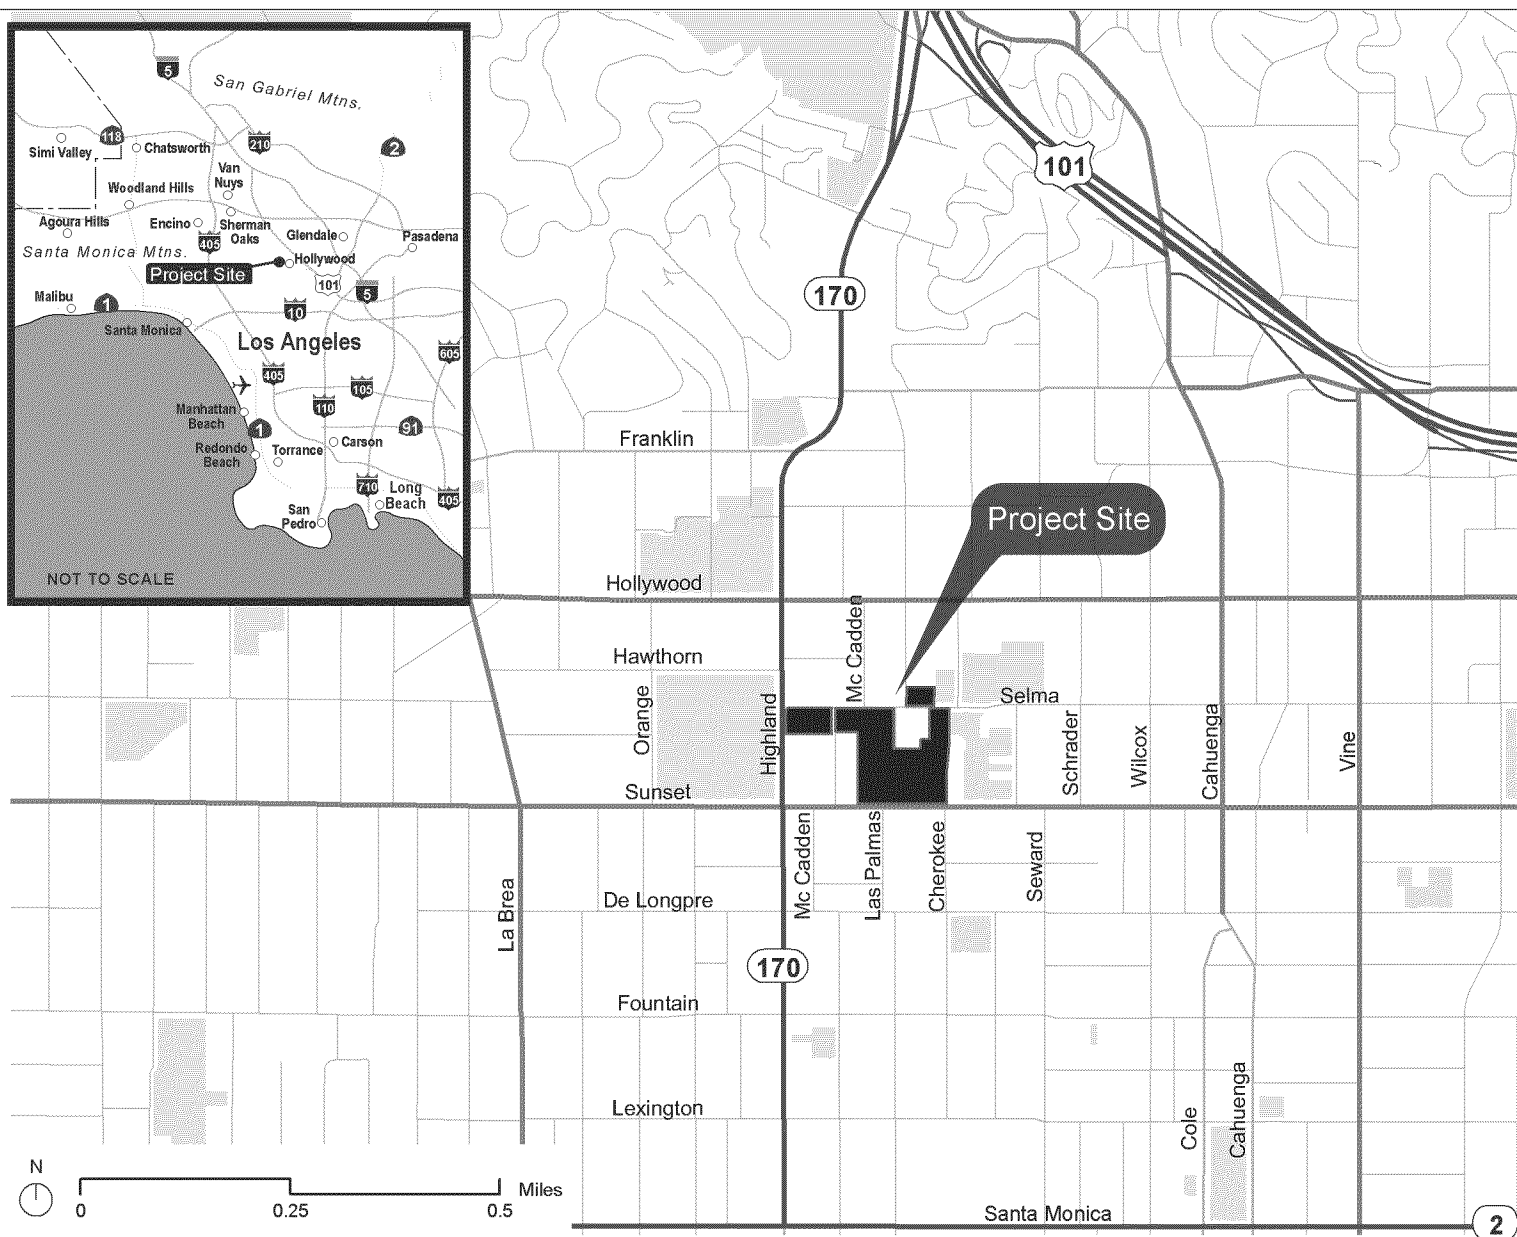 5
San Gabriel Mtns.
118
Simi Valley
Chatsworth
210
2
Van
Nuys
Woodland Hills
Agoura Hills
Encino
Sherman
Oaks
Glendale
Pasadena
405
Santa Monica Mtns.
Hollywood
Project Site
101
5
Malibu
1
10
Santa Monica
Los Angeles
605
405
105
110
Manhattan
Beach
1
91
Redondo
Beach
Torrance
Carson
710
Long
Beach
405
San
Pedro
NOT TO SCALE
101
170
Franklin
Project Site
Hollywood
Mc Cadden
Hawthorn
Orange
Highland
Selma
Schrader
Wilcox
Cahuenga
Vine
Sunset
Mc Cadden
Las Palmas
Cherokee
Seward
La Brea
De Longpre
170
Fountain
Lexington
Cole
Cahuenga
N
0
0.25
0.5
Miles
Santa Monica
2